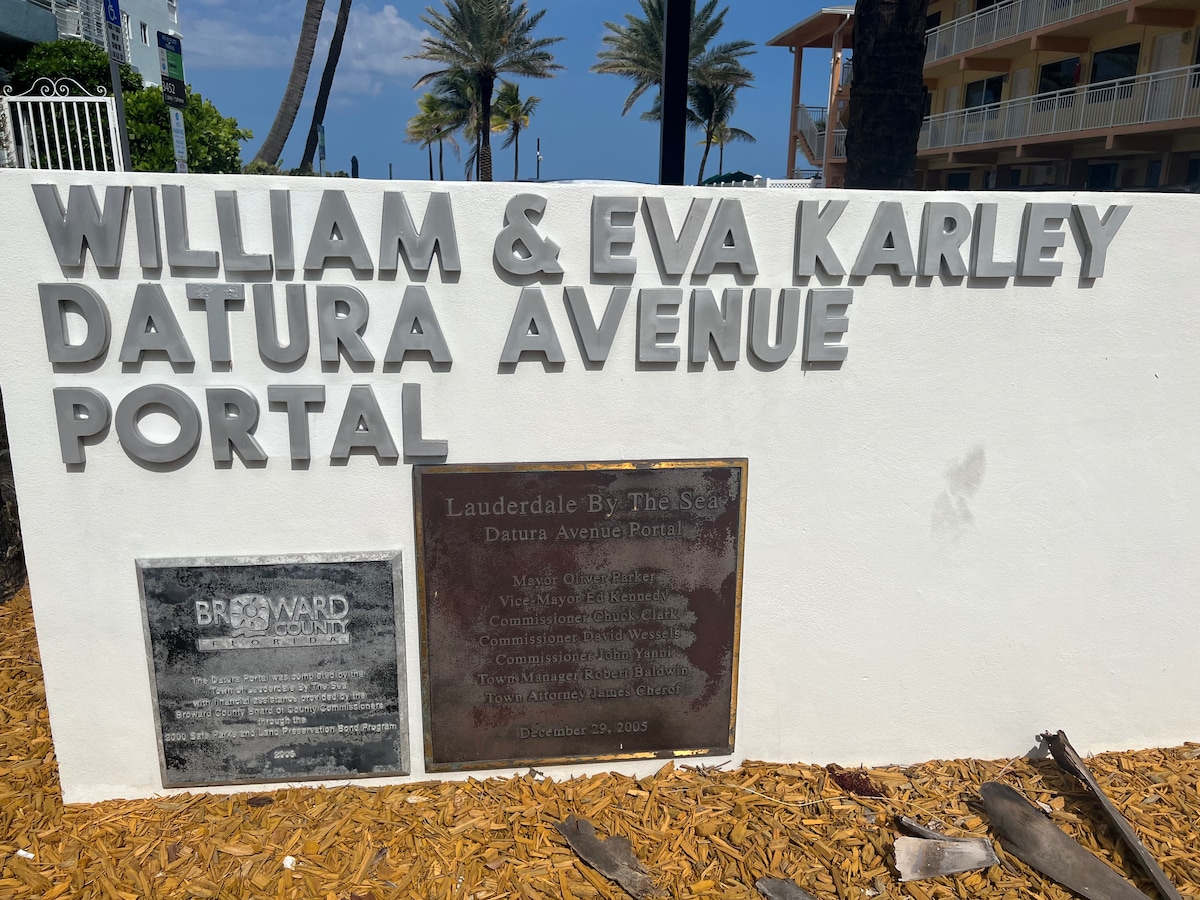 3452
WILLIAM & EVA KARLEY
DATURA AVENUE
PORTAL
Lauderdale By The Sea
Datura Avenue Portal
Mayor Oliver Parker
Vice-Mayor Ed Kennedy
Commissioner Chuck Clark
Commissioner David Wessels
Commissioner John Yanni
Town Manager Robert Baldwin
Town Attorney James Cherof
December 29, 2005
BROWARD
COUNTY
FLORIDA
The Datura Portal was completed by the
Town of Lauderdale By The Sea
with financial assistance provided by the
Broward County Board of County Commissioners
through the
2000 Safe Parks and Land Preservation Bond Program